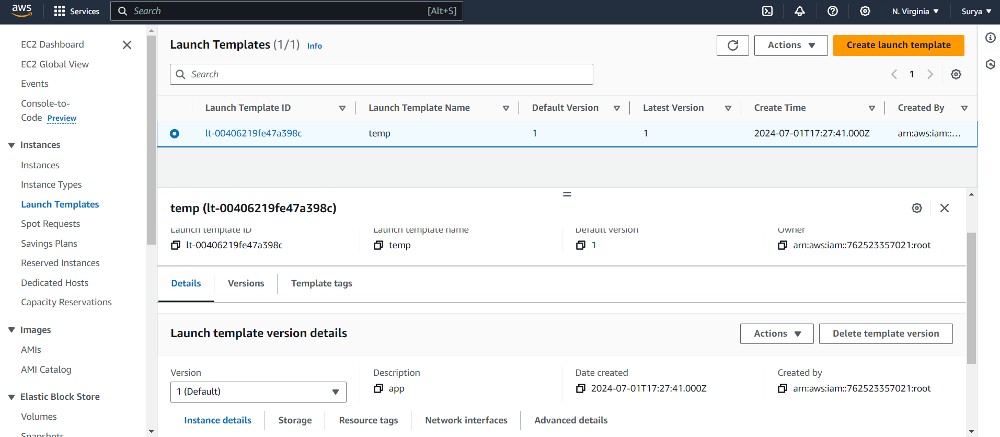 aws Services Search [Alt+S] N. Virginia Surya
EC2 Dashboard
EC2 Global View
Events
Console-to-
Code Preview
Instances
Instances
Instance Types
Launch Templates
Spot Requests
Savings Plans
Reserved Instances
Dedicated Hosts
Capacity Reservations
Images
AMIs
AMI Catalog
Elastic Block Store
Volumes
Snapshots
Launch Templates (1/1) Info Actions Create launch template
Search 1
Launch Template ID Launch Template Name Default Version Latest Version Create Time Created By
lt-00406219fe47a398c temp 1 1 2024-07-01T17:27:41.000Z arn:aws:iam::...
temp (lt-00406219fe47a398c)
Launch template ID Launch template name Default version Owner
lt-00406219fe47a398c temp 1 arn:aws:iam::762523357021:root
Details Versions Template tags
Launch template version details Actions Delete template version
Version Description Date created Created by
1 (Default) app 2024-07-01T17:27:41.000Z arn:aws:iam::762523357021:root
Instance details Storage Resource tags Network interfaces Advanced details